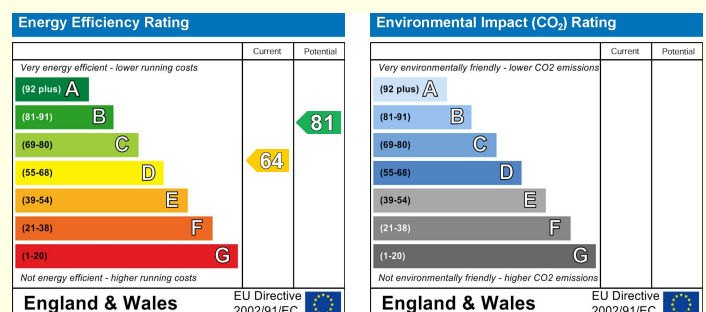 Energy Efficiency Rating
Current Potential
Very energy efficient - lower running costs
(92 plus) A
(81-91) B
81
(69-80) C
64
(55-68) D
(39-54) E
(21-38) F
(1-20) G
Not energy efficient - higher running costs
England & Wales
EU Directive
2002/91/EC
Environmental Impact (CO₂) Rating
Current Potential
Very environmentally friendly - lower CO2 emissions
(92 plus) A
(81-91) B
(69-80) C
(55-68) D
(39-54) E
(21-38) F
(1-20) G
Not environmentally friendly - higher CO2 emissions
England & Wales
EU Directive
2002/91/EC